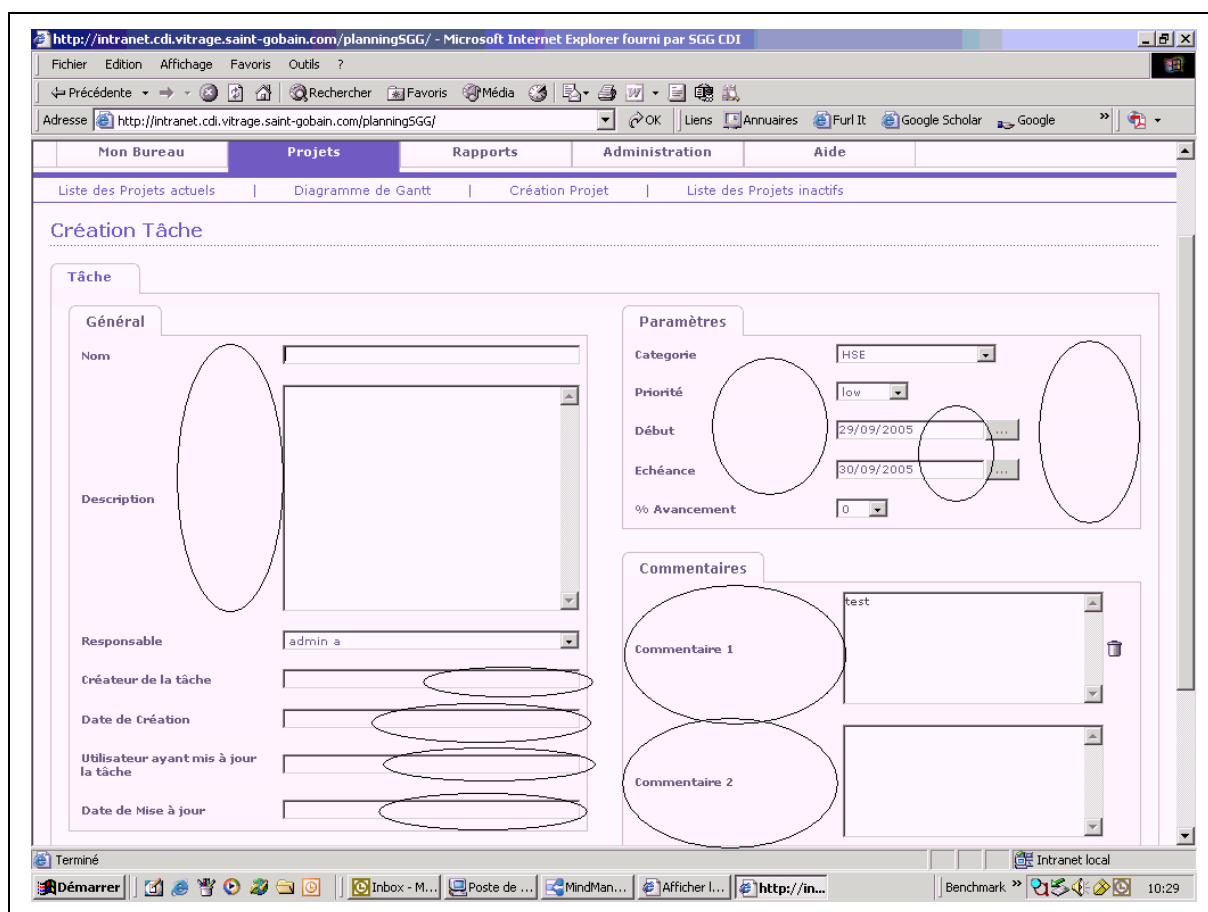 http://intranet.cdi.vitrage.saint-gobain.com/planningSGG/ - Microsoft Internet Explorer fourni par SGG CDI
Fichier Edition Affichage Favoris Outils ?
Précédente Rechercher Favoris Média
Adresse http://intranet.cdi.vitrage.saint-gobain.com/planningSGG/ OK Liens Annuaires Furl It Google Scholar Google »
Mon Bureau Projets Rapports Administration Aide
Liste des Projets actuels | Diagramme de Gantt | Création Projet | Liste des Projets inactifs
Création Tâche
Tâche
Général
Nom
Description
Responsable admin a
Créateur de la tâche
Date de Création
Utilisateur ayant mis à jour
la tâche
Date de Mise à jour
Paramètres
Categorie HSE
Priorité low
Début 29/09/2005 ...
Echéance 30/09/2005 ...
% Avancement 0
Commentaires
Commentaire 1 test
Commentaire 2
Terminé Intranet local
Démarrer Inbox - M... Poste de ... MindMan... Afficher l... http://in... Benchmark » 10:29